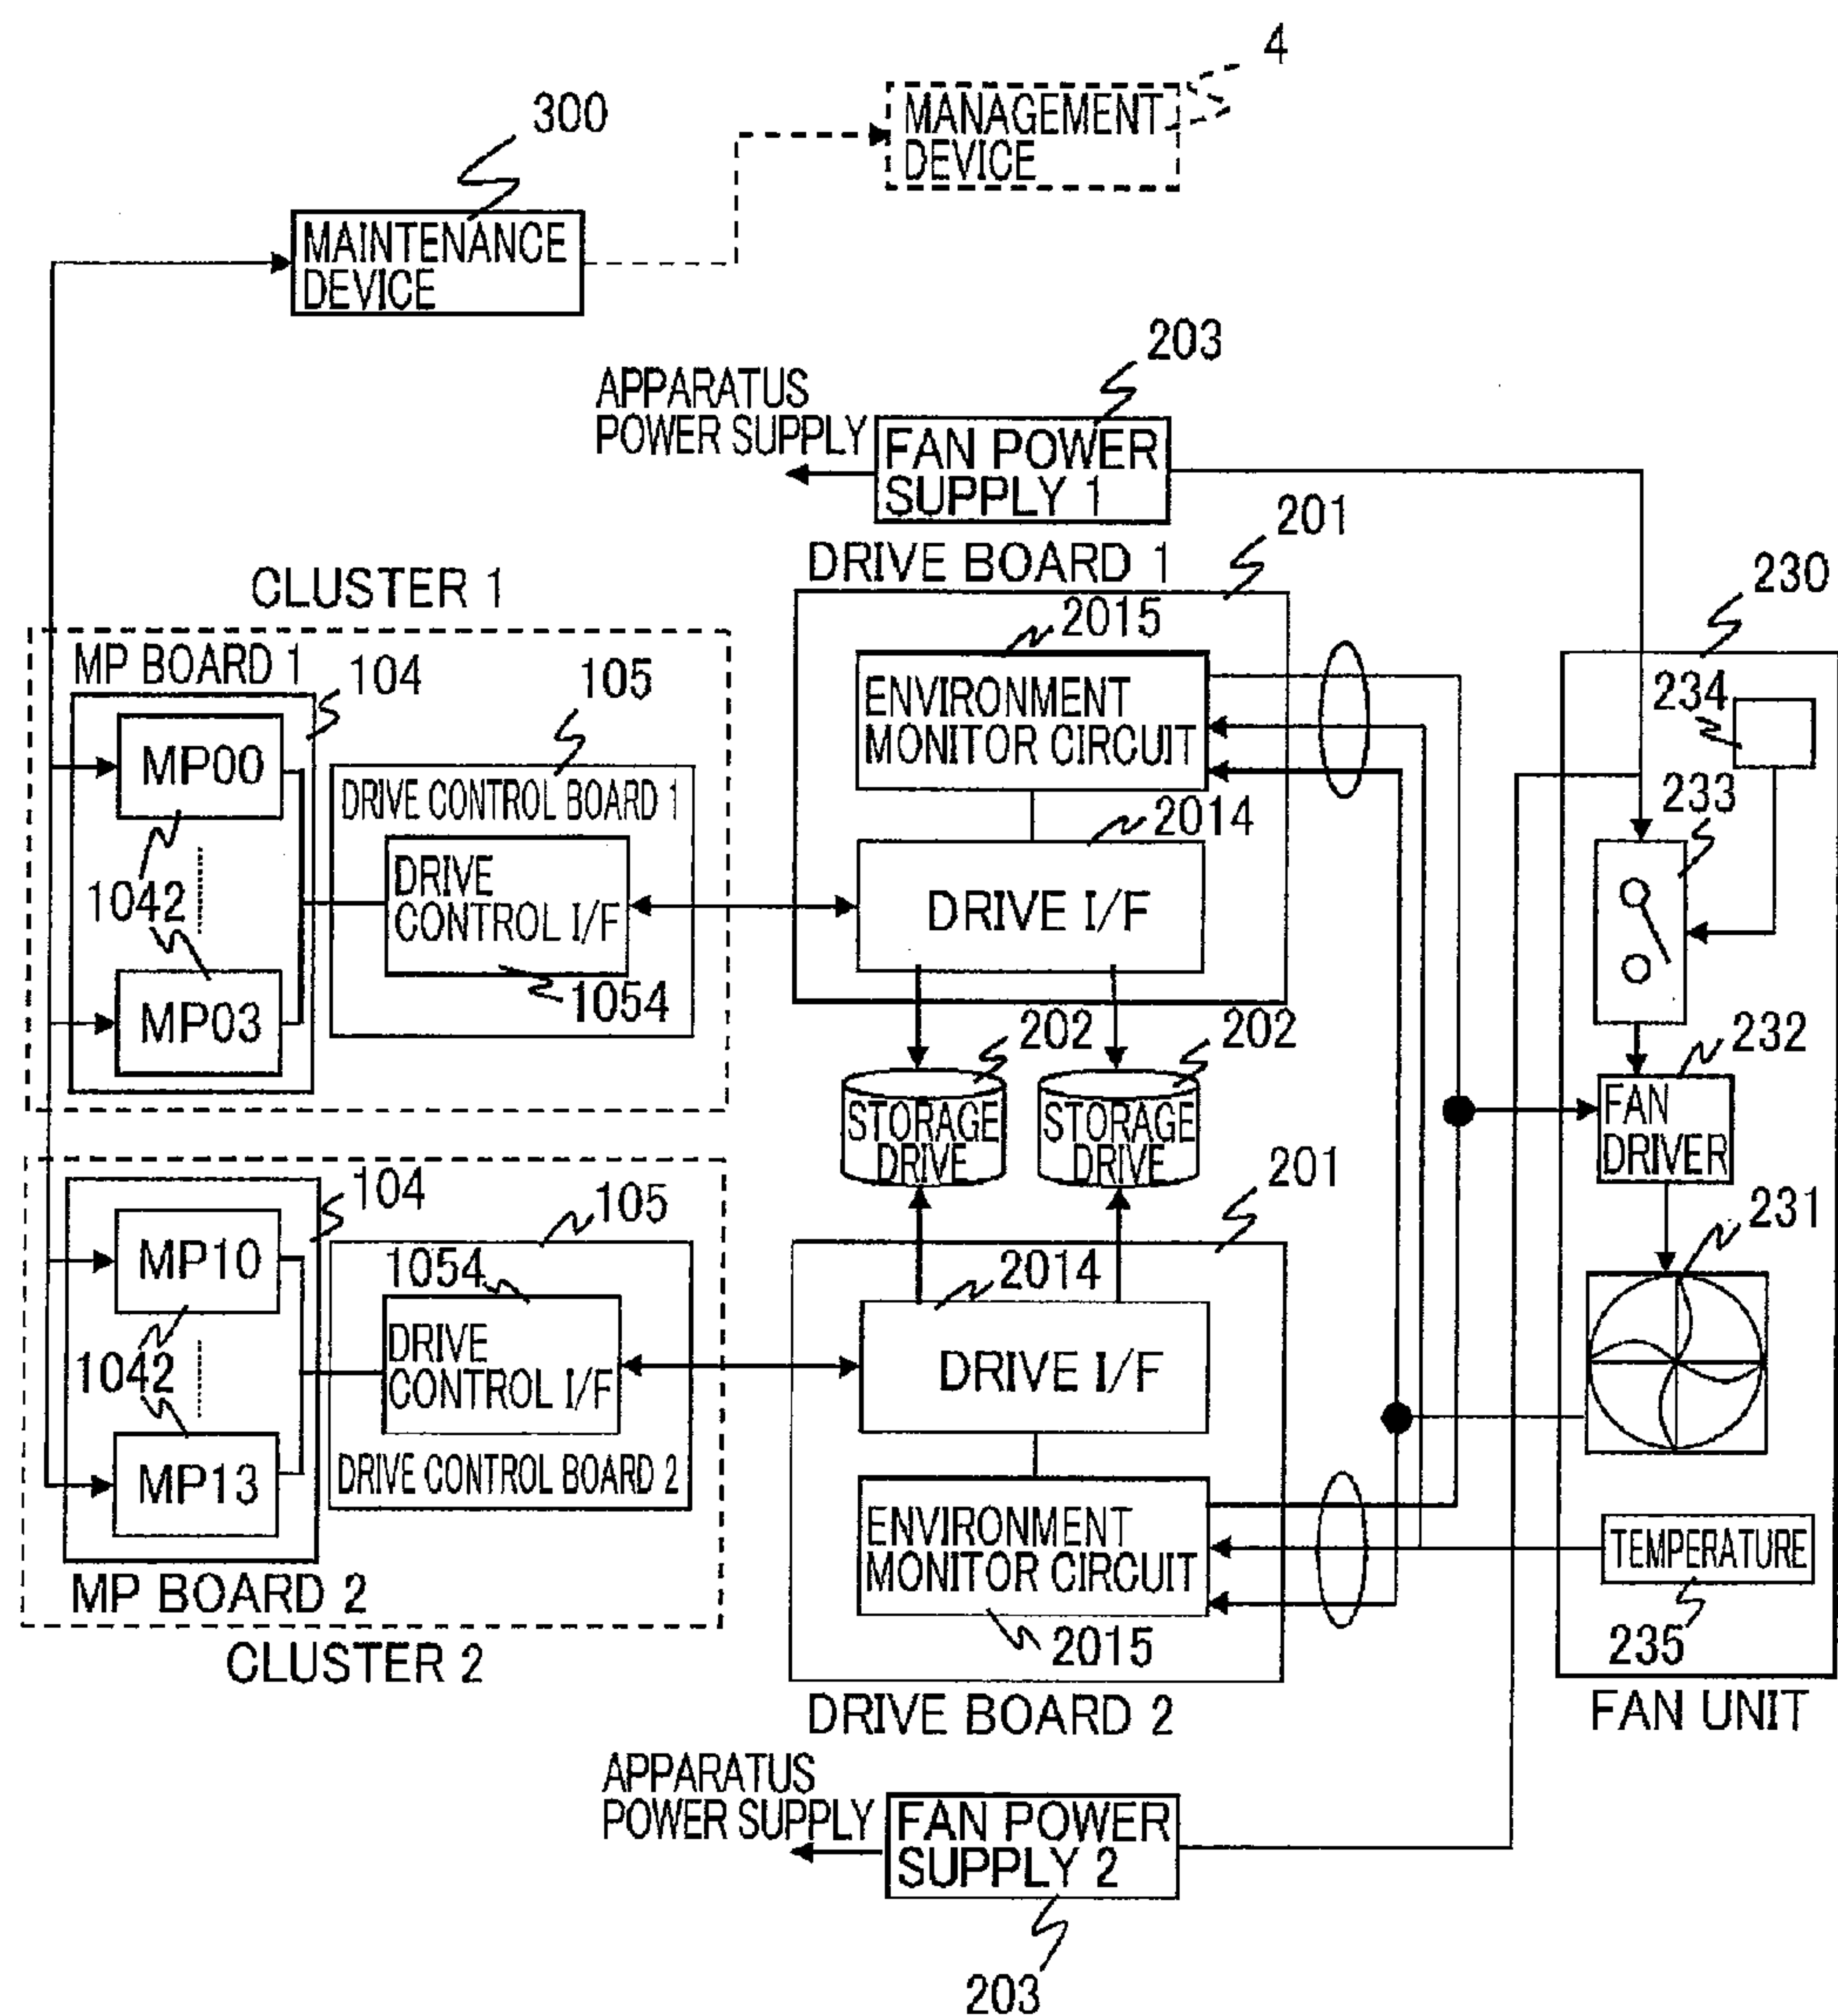 4
MANAGEMENT
DEVICE
300
MAINTENANCE
DEVICE
203
APPARATUS
POWER SUPPLY
FAN POWER
SUPPLY 1
201
DRIVE BOARD 1
230
CLUSTER 1
2015
MP BOARD 1
104
105
ENVIRONMENT
MONITOR CIRCUIT
234
MP00
DRIVE CONTROL BOARD 1
233
2014
1042
DRIVE
CONTROL I/F
DRIVE I/F
MP03
1054
202
202
232
STORAGE
DRIVE
STORAGE
DRIVE
FAN
DRIVER
104
105
201
231
MP10
1054
2014
1042
DRIVE
CONTROL I/F
DRIVE I/F
MP13
DRIVE CONTROL BOARD 2
ENVIRONMENT
MONITOR CIRCUIT
TEMPERATURE
MP BOARD 2
2015
235
CLUSTER 2
DRIVE BOARD 2
FAN UNIT
APPARATUS
POWER SUPPLY
FAN POWER
SUPPLY 2
203